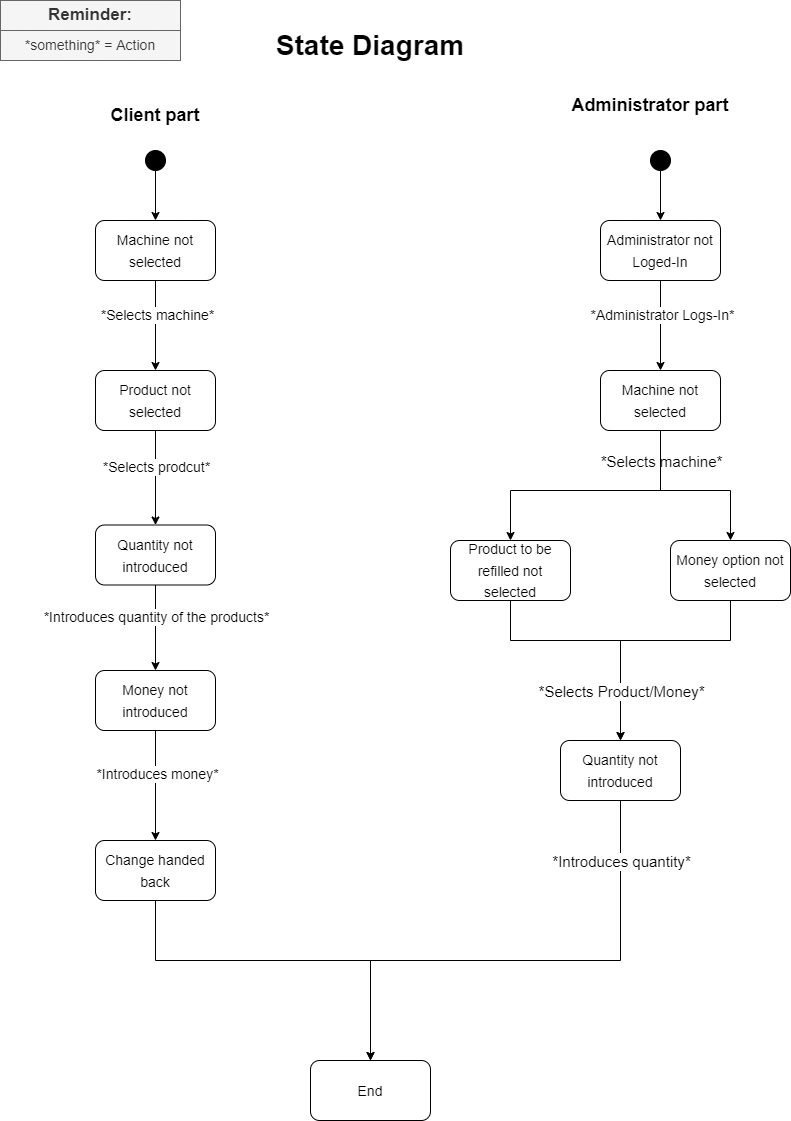 Reminder:
*something* = Action
State Diagram
Client part
Administrator part
Machine not
selected
*Selects machine*
Product not
selected
*Selects prodcut*
Quantity not
introduced
*Introduces quantity of the products*
Money not
introduced
*Introduces money*
Change handed
back
Administrator not
Loged-In
*Administrator Logs-In*
Machine not
selected
*Selects machine*
Product to be
refilled not
selected
Money option not
selected
*Selects Product/Money*
Quantity not
introduced
*Introduces quantity*
End